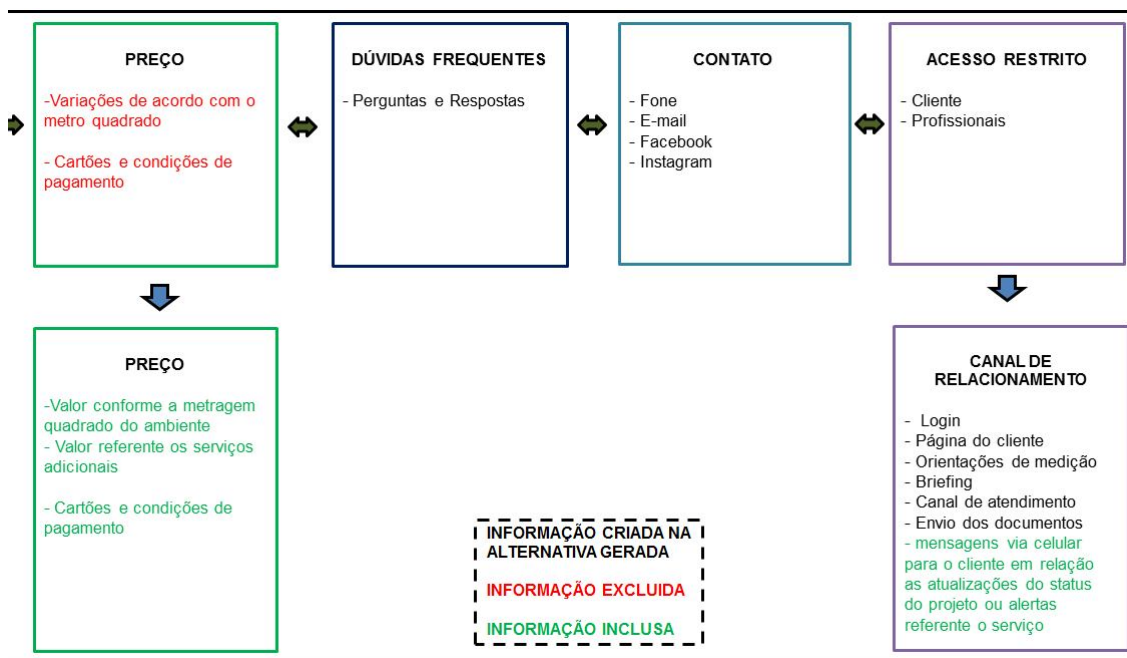 PREÇO
-Variações de acordo com o
metro quadrado
- Cartões e condições de
pagamento
DÚVIDAS FREQUENTES
- Perguntas e Respostas
CONTATO
- Fone
- E-mail
- Facebook
- Instagram
ACESSO RESTRITO
- Cliente
- Profissionais
PREÇO
-Valor conforme a metragem
quadrado do ambiente
- Valor referente os serviços
adicionais
- Cartões e condições de
pagamento
INFORMAÇÃO CRIADA NA
ALTERNATIVA GERADA
INFORMAÇÃO EXCLUIDA
INFORMAÇÃO INCLUSA
CANAL DE
RELACIONAMENTO
- Login
- Página do cliente
- Orientações de medição
- Briefing
- Canal de atendimento
- Envio dos documentos
- mensagens via celular
para o cliente em relação
as atualizações do status
do projeto ou alertas
referente o serviço